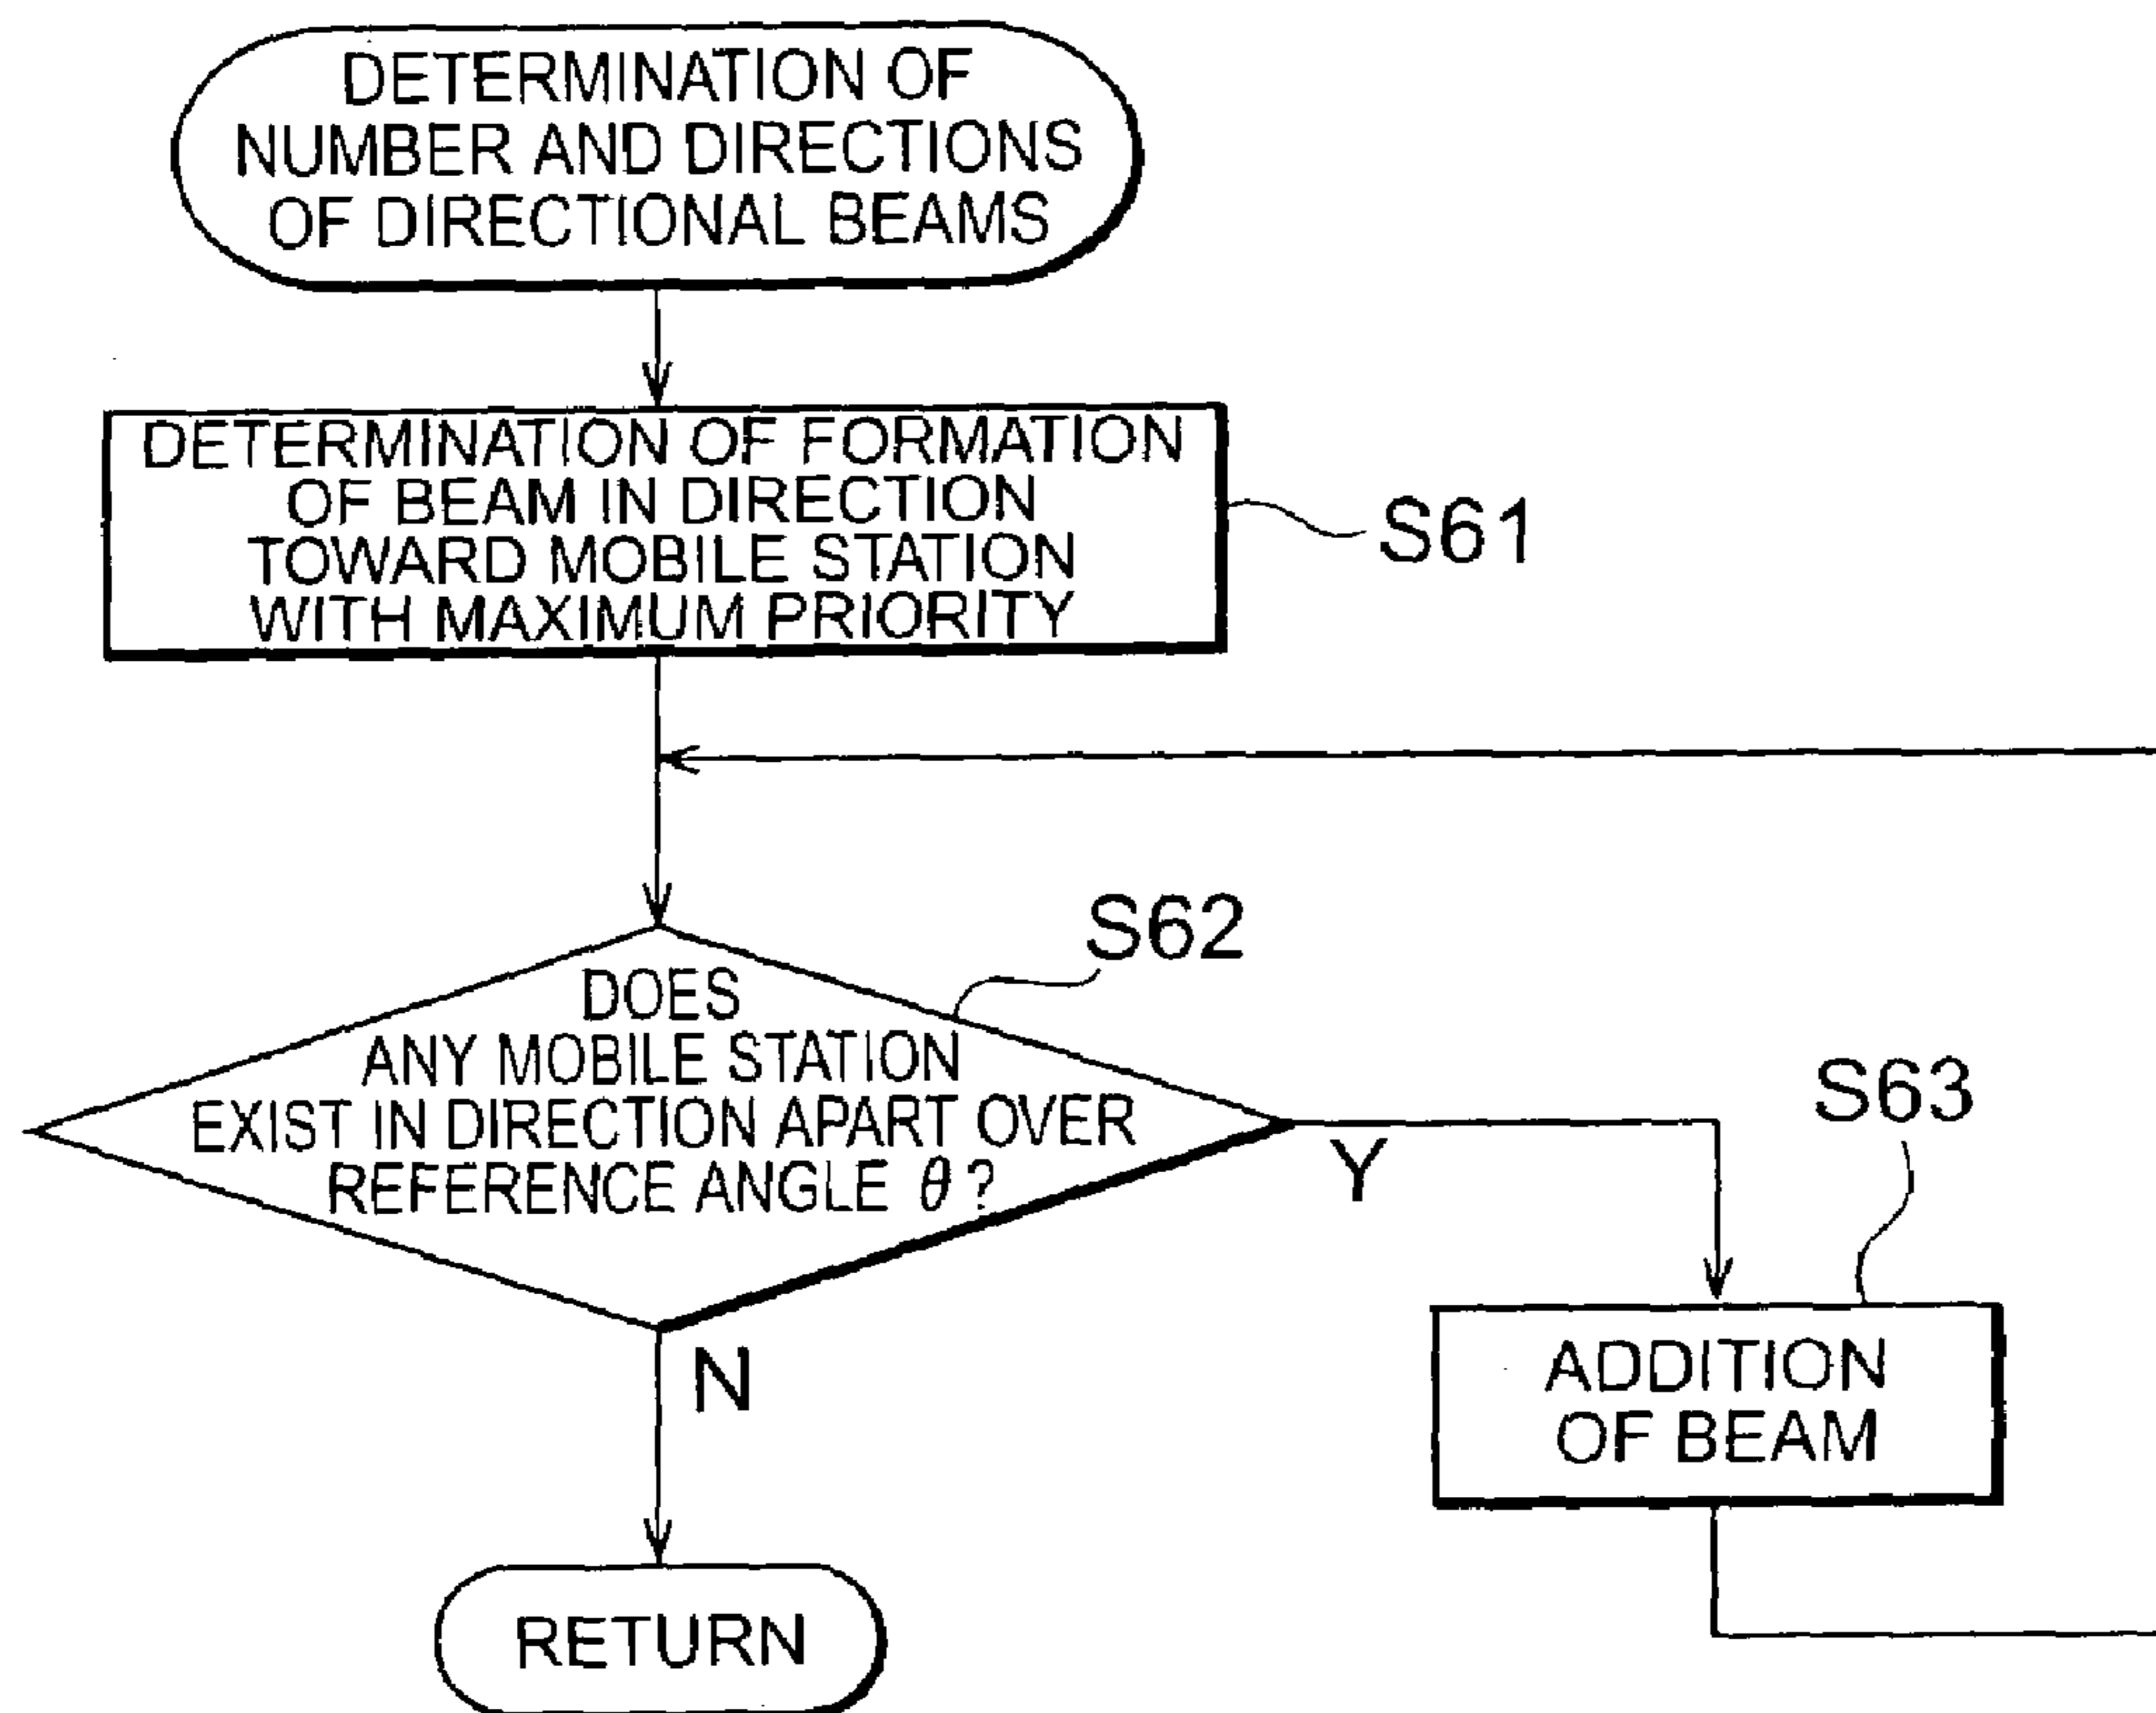 DETERMINATION OF
NUMBER AND DIRECTIONS
OF DIRECTIONAL BEAMS
DETERMINATION OF FORMATION
OF BEAM IN DIRECTION
TOWARD MOBILE STATION
WITH MAXIMUM PRIORITY
S61
S62
DOES
ANY MOBILE STATION
EXIST IN DIRECTION APART OVER
REFERENCE ANGLE θ?
Y
S63
ADDITION
OF BEAM
N
RETURN